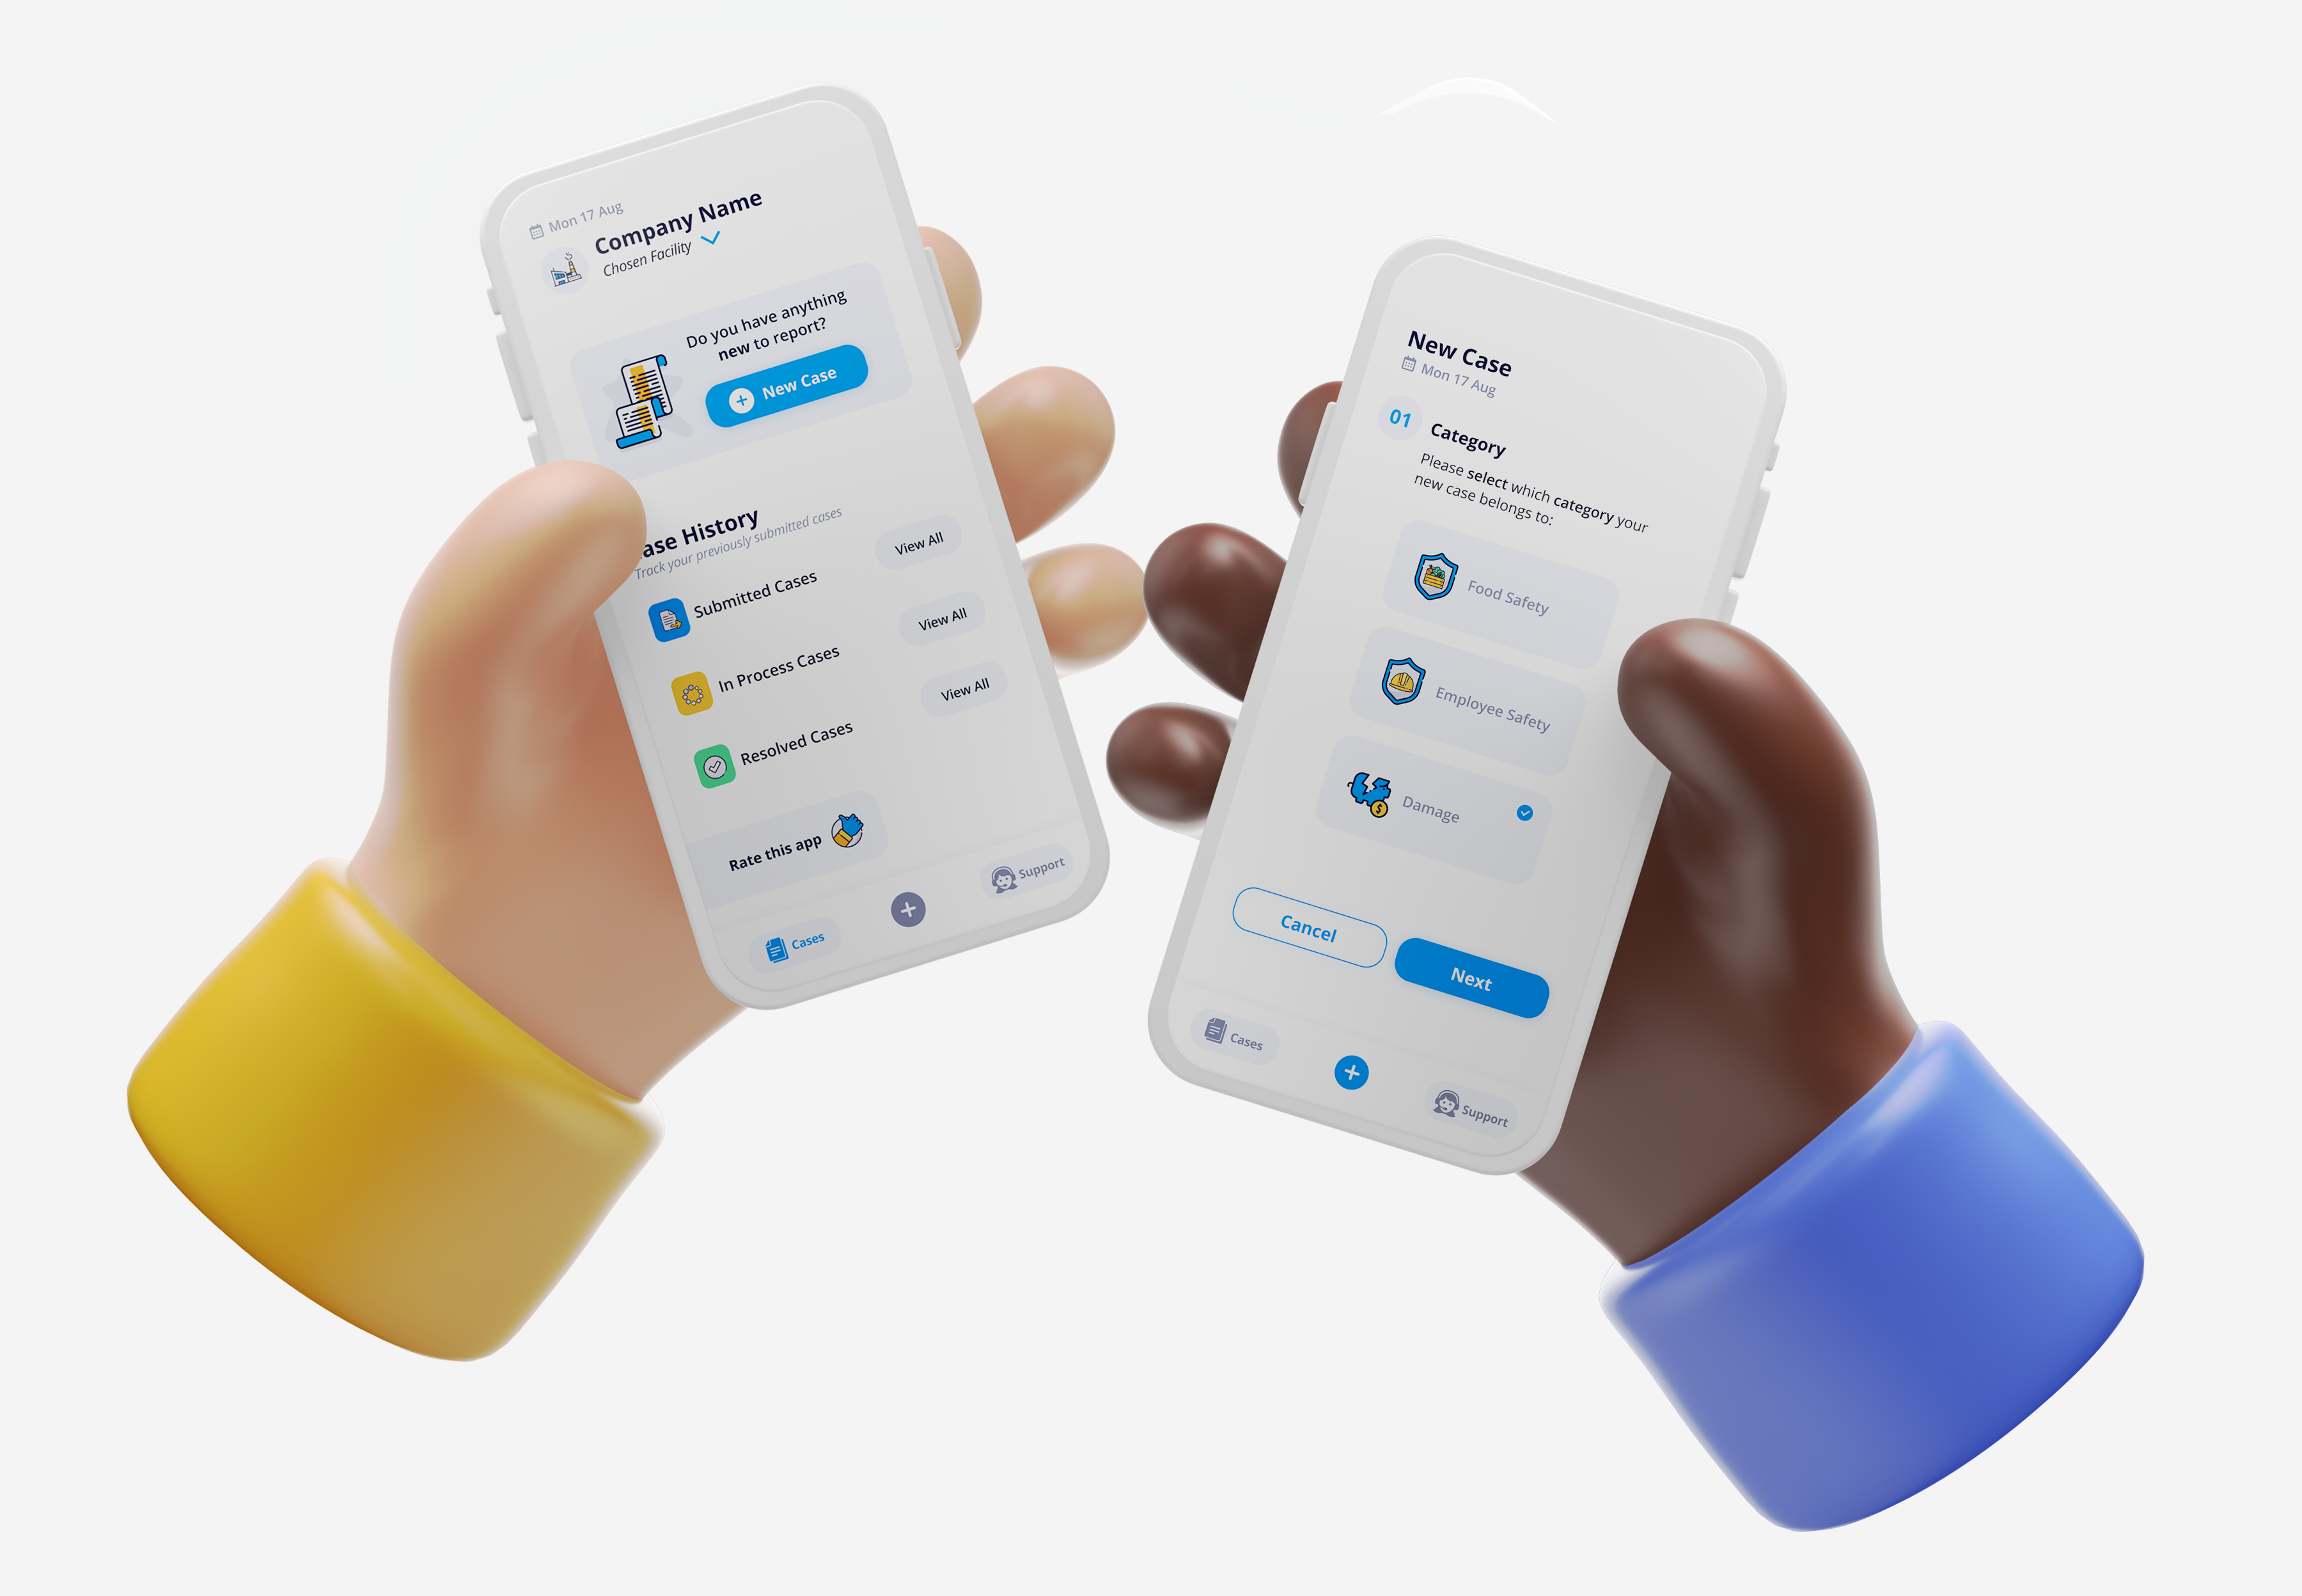 Mon 17 Aug
Company Name
Chosen Facility
Do you have anything
new to report?
New Case
ase History
Track your previously submitted cases
Submitted Cases
View All
In Process Cases
View All
Resolved Cases
View All
Rate this app
Cases
Support
New Case
Mon 17 Aug
01
Category
Please select which category your
new case belongs to:
Food Safety
Employee Safety
Damage
Cancel
Next
Cases
Support